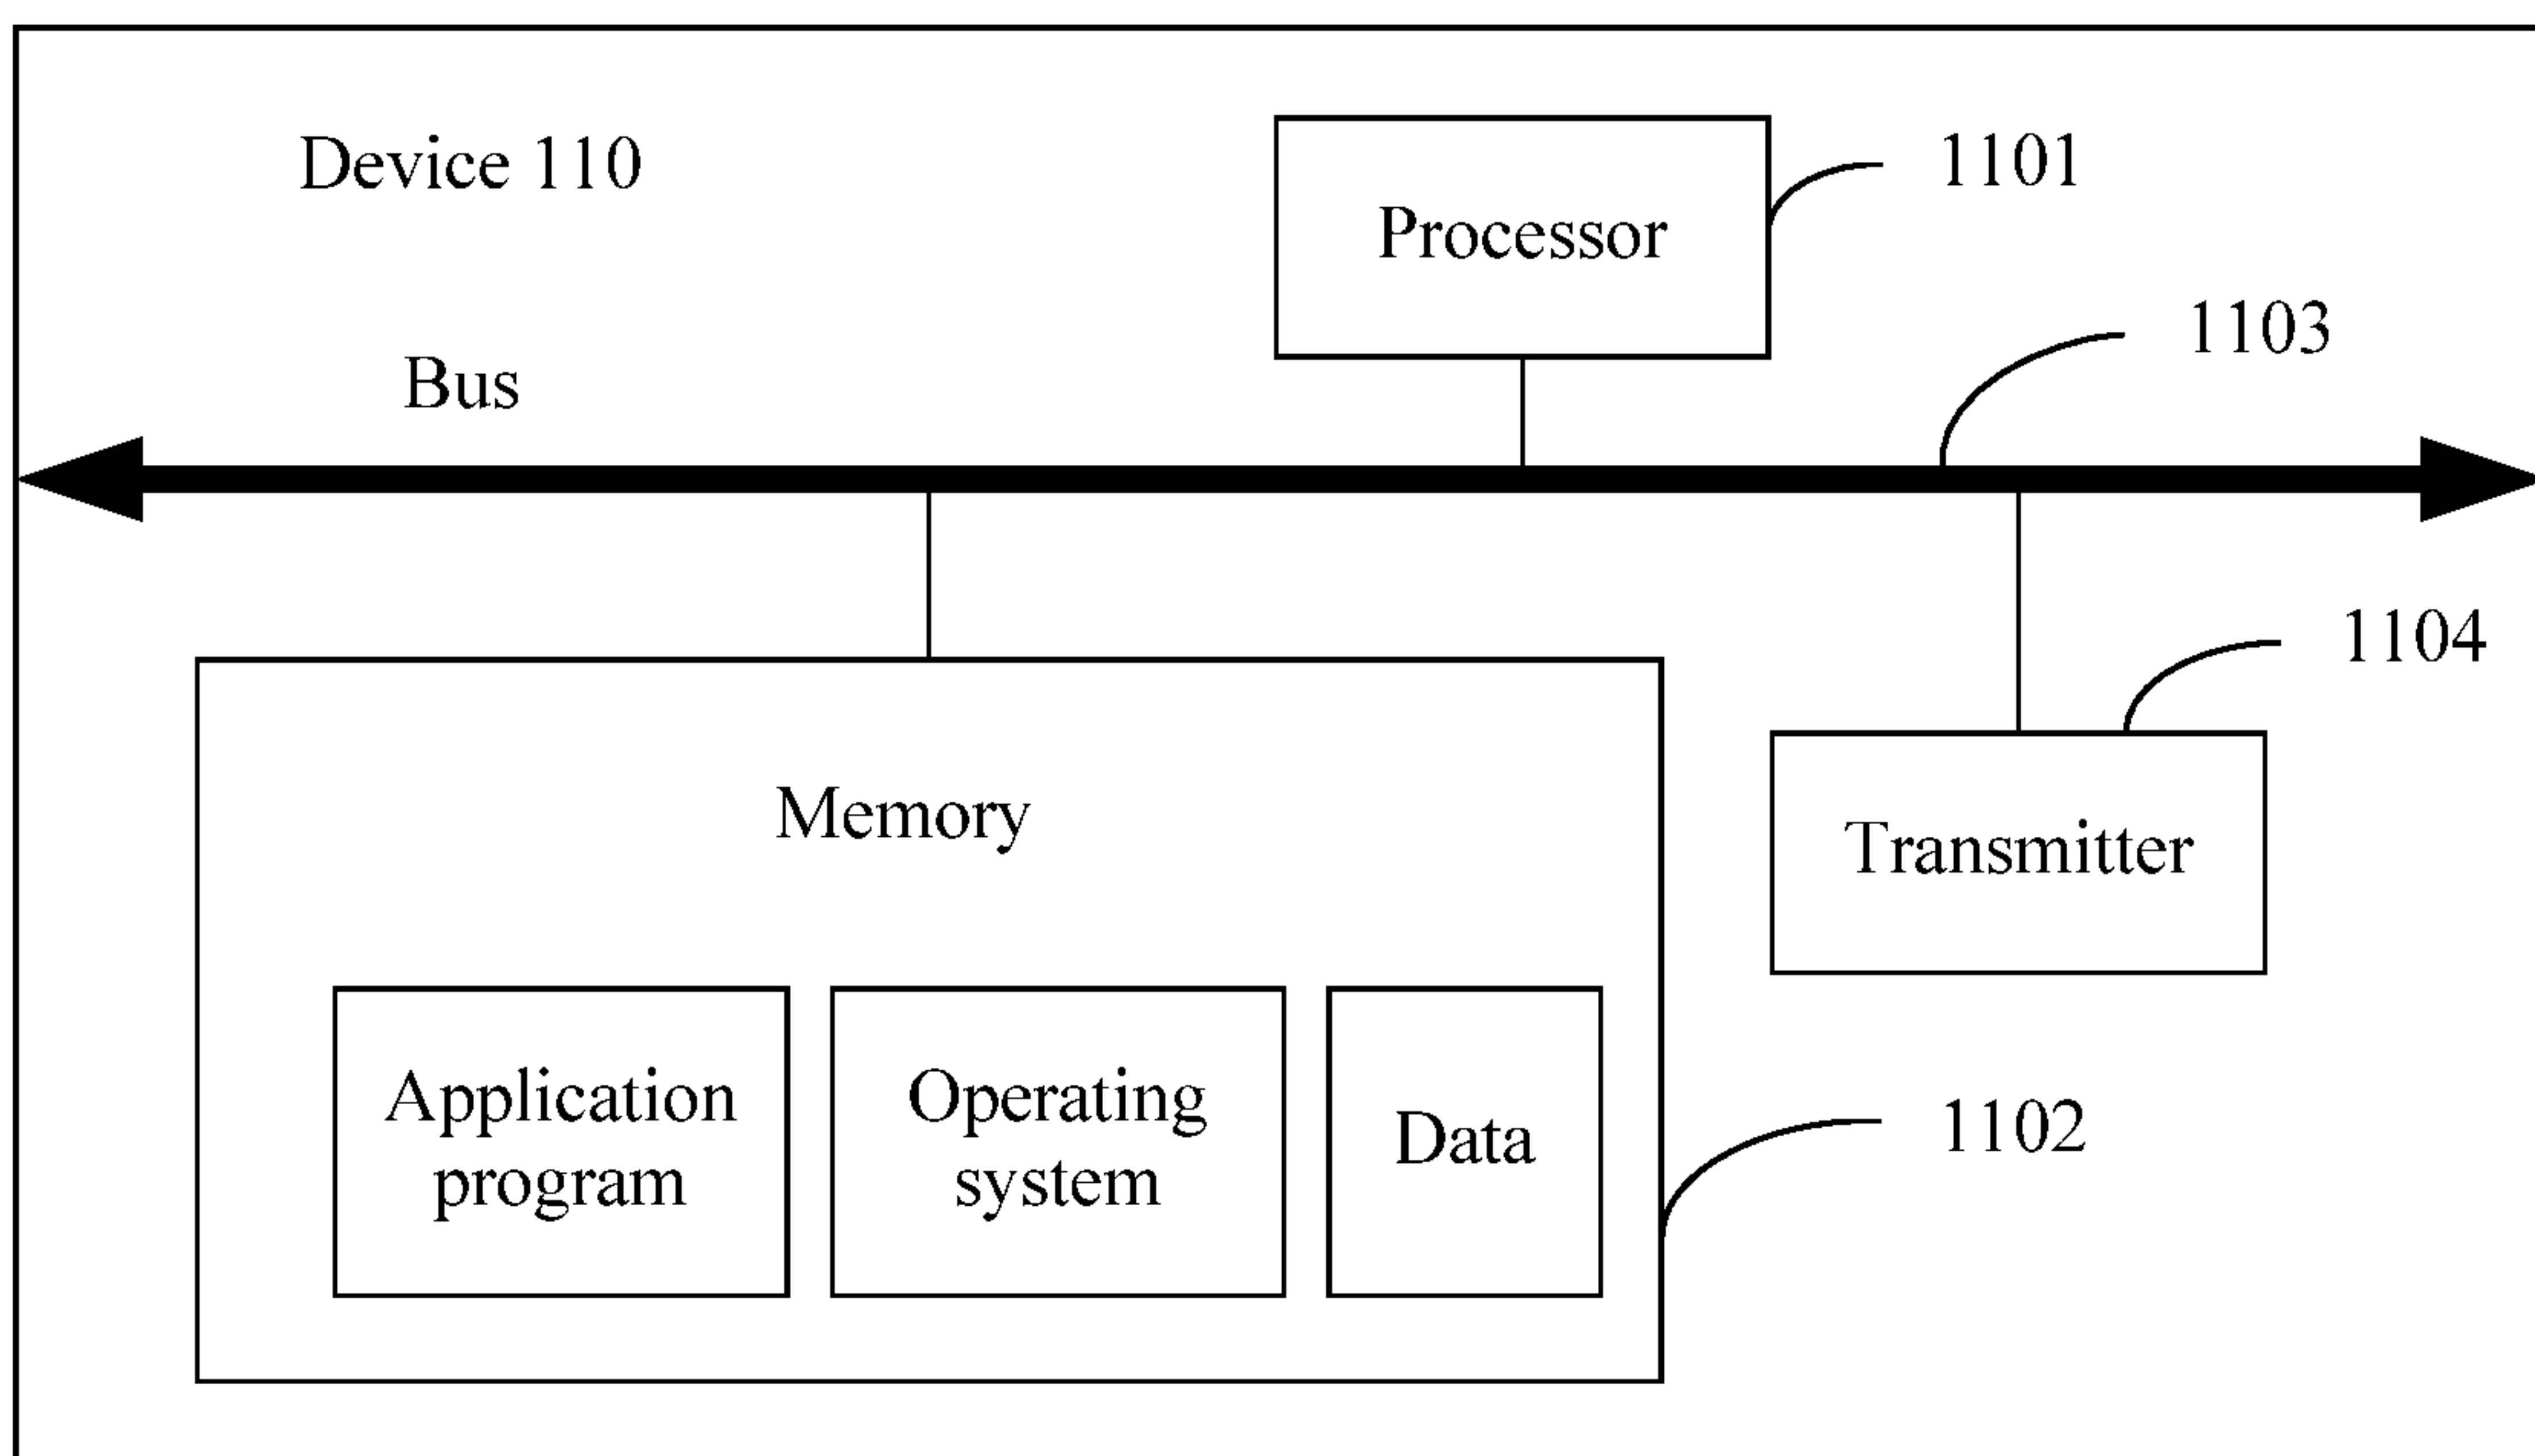 Device 110
Processor
1101
1103
Bus
1104
Memory
Transmitter
Application
program
Operating
system
Data
1102